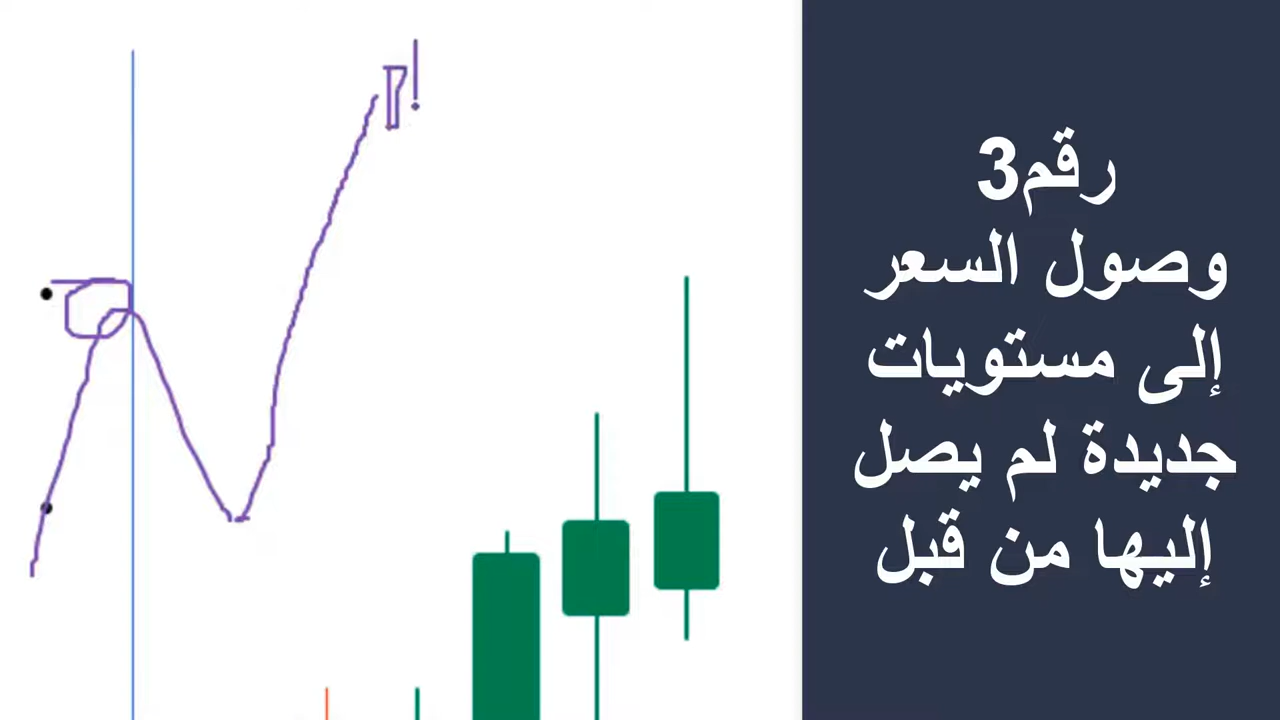 رقم3
وصول السعر
إلى مستويات
جديدة لم يصل
إليها من قبل